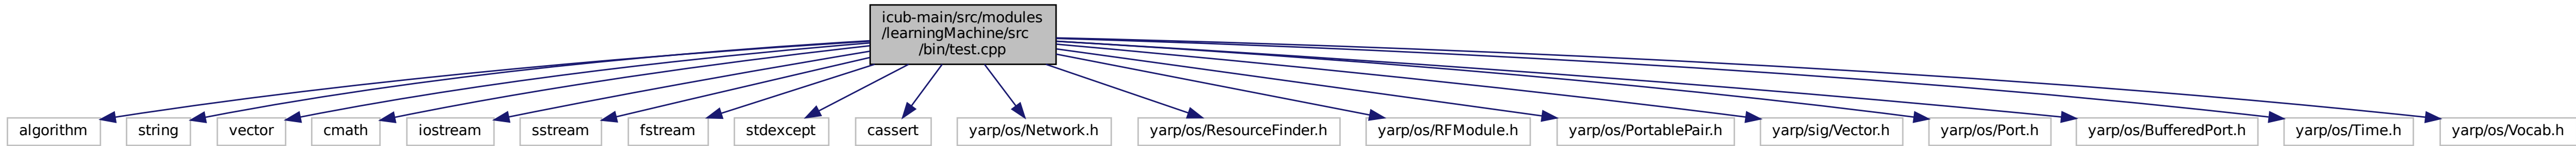 icub-main/src/modules
/learningMachine/src
/bin/test.cpp
algorithm
string
vector
cmath
iostream
sstream
fstream
stdexcept
cassert
yarp/os/Network.h
yarp/os/ResourceFinder.h
yarp/os/RFModule.h
yarp/os/PortablePair.h
yarp/sig/Vector.h
yarp/os/Port.h
yarp/os/BufferedPort.h
yarp/os/Time.h
yarp/os/Vocab.h